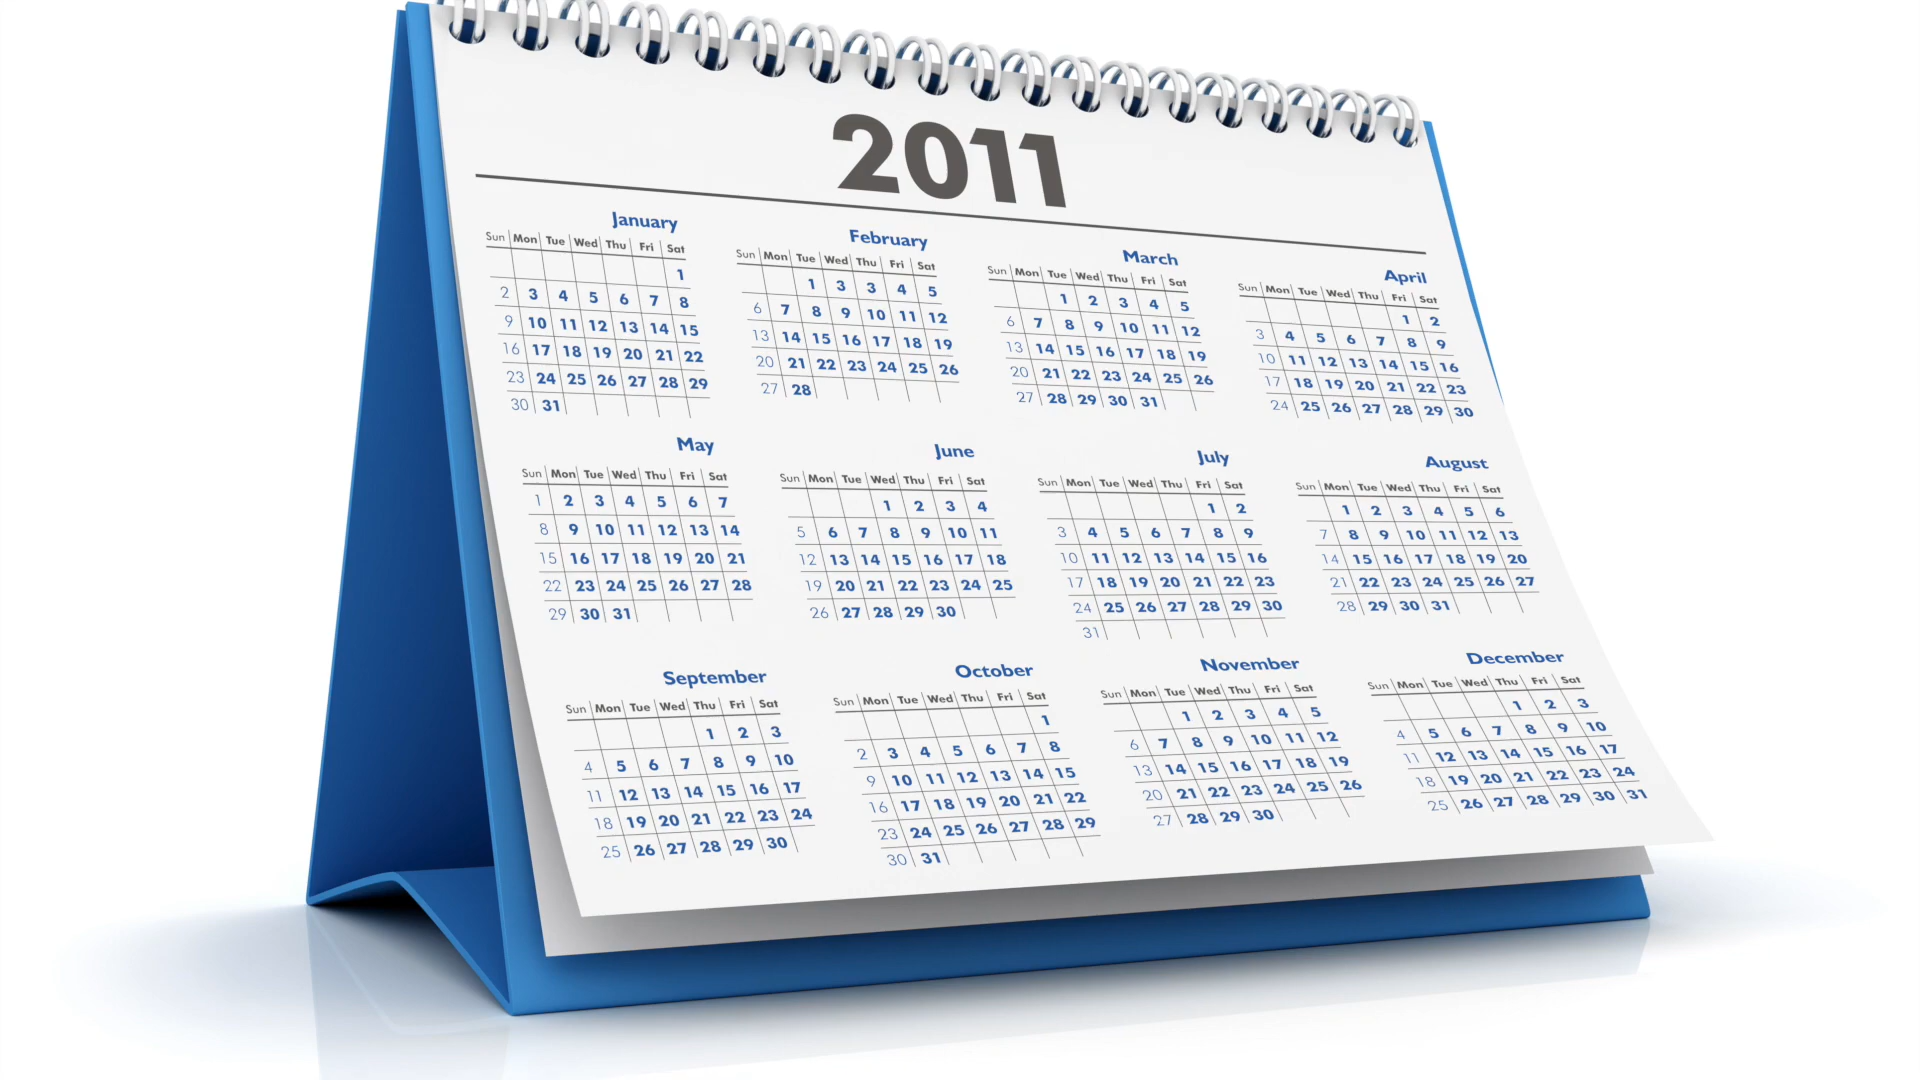 2011
January
Sun Mon Tue Wed Thu Fri Sat
1
2 3 4 5 6 7 8
9 10 11 12 13 14 15
16 17 18 19 20 21 22
23 24 25 26 27 28 29
30 31
February
Sun Mon Tue Wed Thu Fri Sat
1 3 3 4 5
6 7 8 9 10 11 12
13 14 15 16 17 18 19
20 21 22 23 24 25 26
27 28
March
Sun Mon Tue Wed Thu Fri Sat
1 2 3 4 5
6 7 8 9 10 11 12
13 14 15 16 17 18 19
20 21 22 23 24 25 26
27 28 29 30 31
April
Sun Mon Tue Wed Thu Fri Sat
1 2
3 4 5 6 7 8 9
10 11 12 13 14 15 16
17 18 19 20 21 22 23
24 25 26 27 28 29 30
May
Sun Mon Tue Wed Thu Fri Sat
1 2 3 4 5 6 7
8 9 10 11 12 13 14
15 16 17 18 19 20 21
22 23 24 25 26 27 28
29 30 31
June
Sun Mon Tue Wed Thu Fri Sat
1 2 3 4
5 6 7 8 9 10 11
12 13 14 15 16 17 18
19 20 21 22 23 24 25
26 27 28 29 30
July
Sun Mon Tue Wed Thu Fri Sat
1 2
3 4 5 6 7 8 9
10 11 12 13 14 15 16
17 18 19 20 21 22 23
24 25 26 27 28 29 30
31
August
Sun Mon Tue Wed Thu Fri Sat
1 2 3 4 5 6
7 8 9 10 11 12 13
14 15 16 17 18 19 20
21 22 23 24 25 26 27
28 29 30 31
September
Sun Mon Tue Wed Thu Fri Sat
1 2 3
4 5 6 7 8 9 10
11 12 13 14 15 16 17
18 19 20 21 22 23 24
25 26 27 28 29 30
October
Sun Mon Tue Wed Thu Fri Sat
1
2 3 4 5 6 7 8
9 10 11 12 13 14 15
16 17 18 19 20 21 22
23 24 25 26 27 28 29
30 31
November
Sun Mon Tue Wed Thu Fri Sat
1 2 3 4 5
6 7 8 9 10 11 12
13 14 15 16 17 18 19
20 21 22 23 24 25 26
27 28 29 30
December
Sun Mon Tue Wed Thu Fri Sat
1 2 3
4 5 6 7 8 9 10
11 12 13 14 15 16 17
18 19 20 21 22 23 24
25 26 27 28 29 30 31